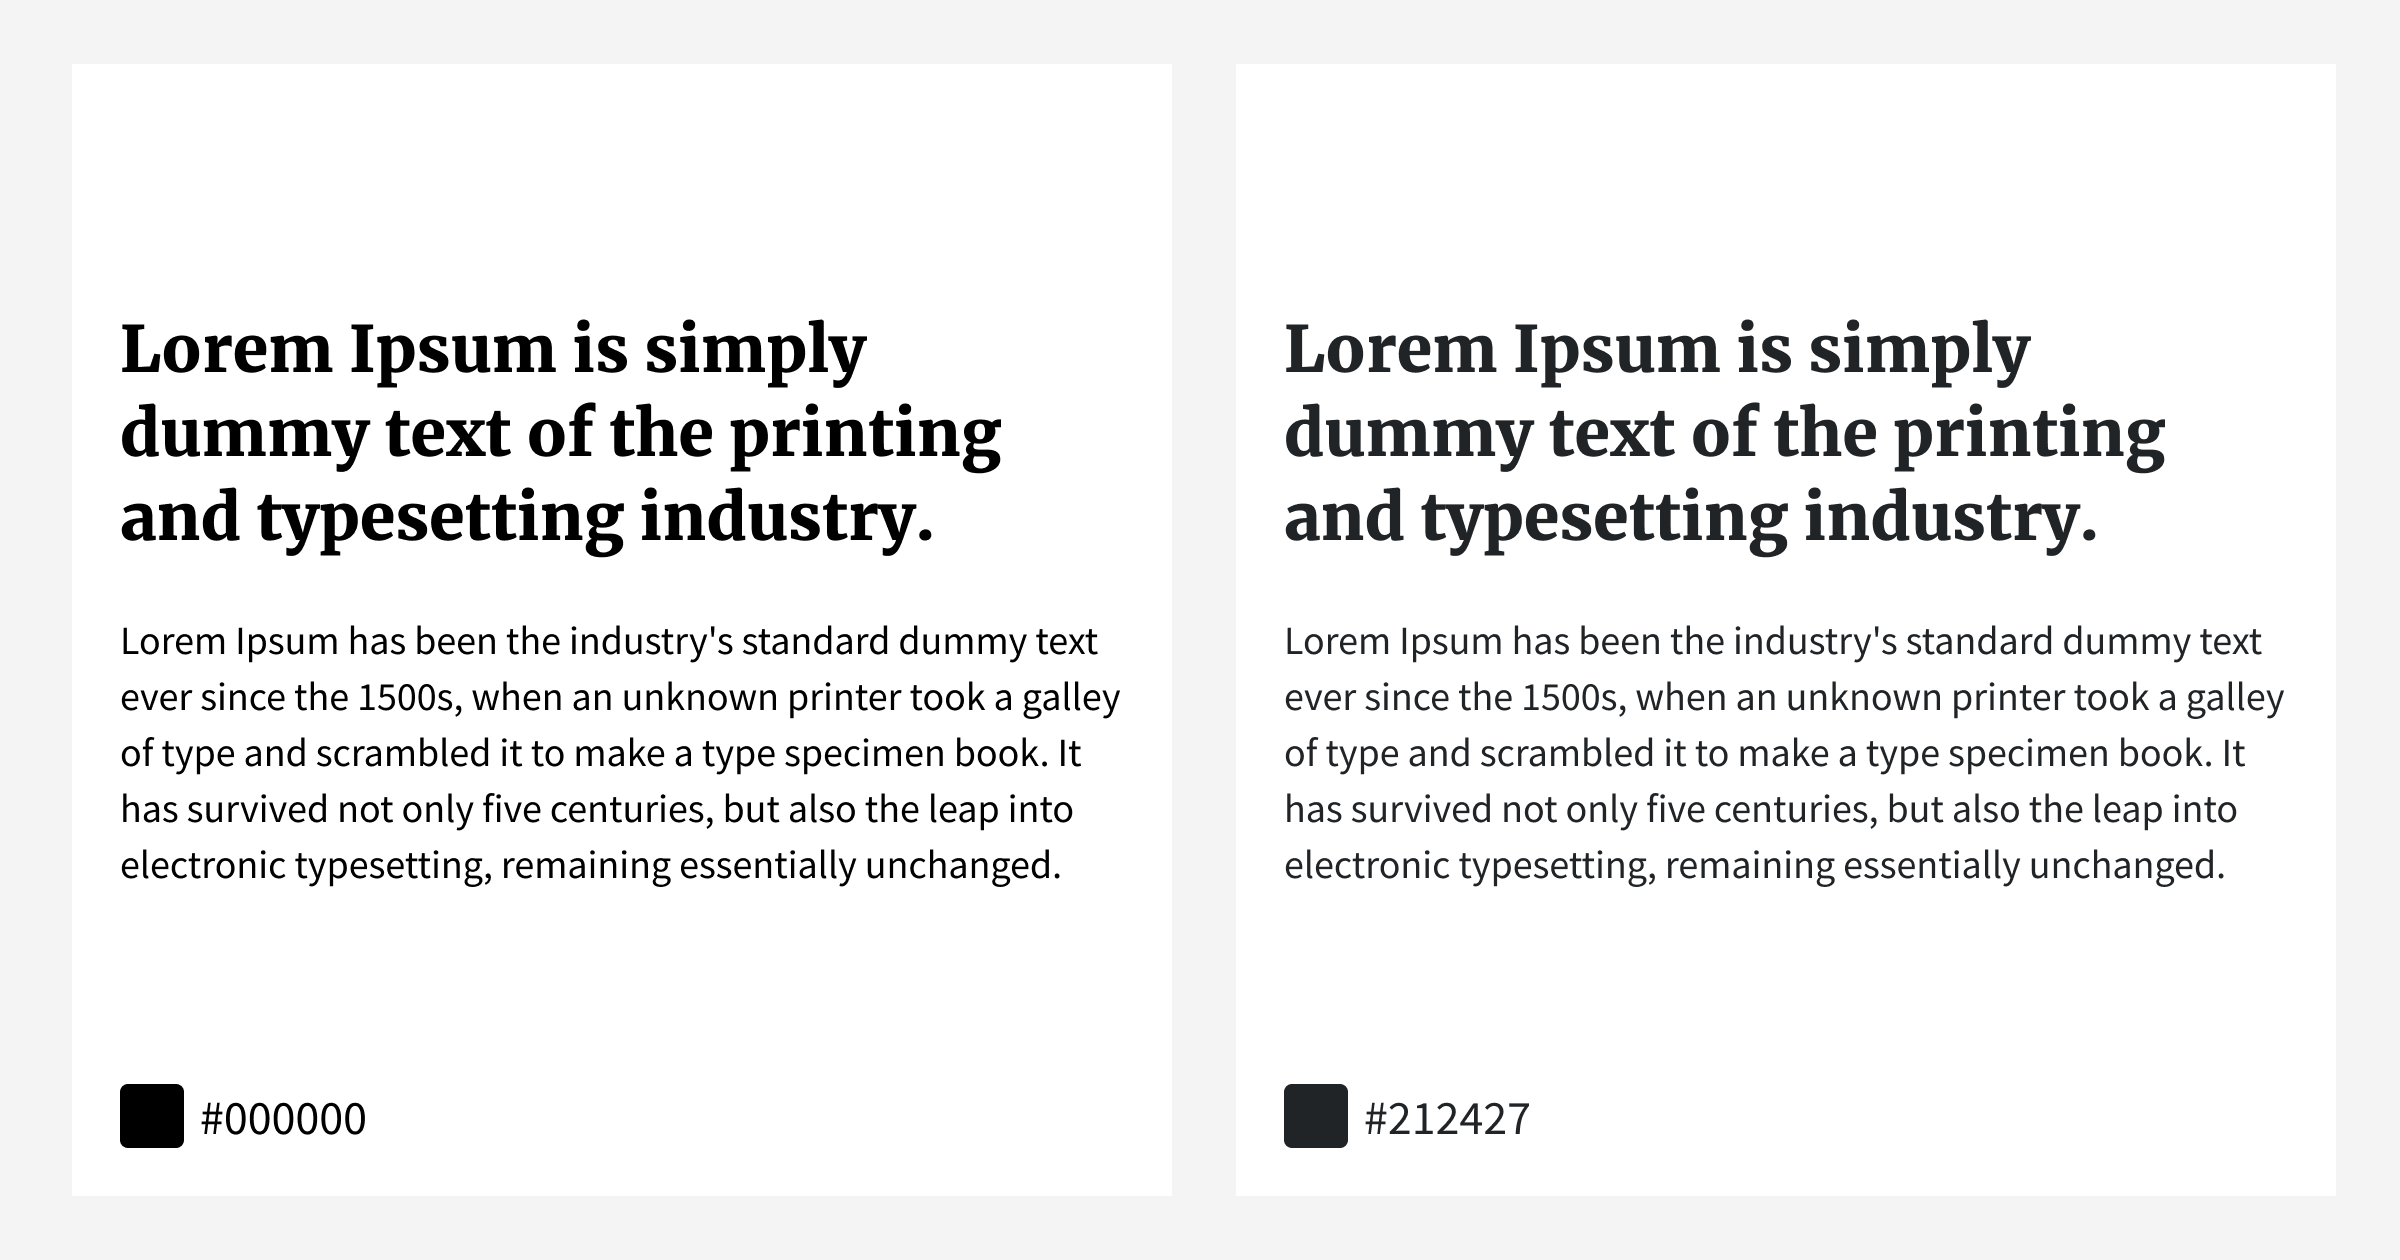 Lorem Ipsum is simply
dummy text of the printing
and typesetting industry.
Lorem Ipsum has been the industry's standard dummy text
ever since the 1500s, when an unknown printer took a galley
of type and scrambled it to make a type specimen book. It
has survived not only five centuries, but also the leap into
electronic typesetting, remaining essentially unchanged.
#000000
Lorem Ipsum is simply
dummy text of the printing
and typesetting industry.
Lorem Ipsum has been the industry's standard dummy text
ever since the 1500s, when an unknown printer took a galley
of type and scrambled it to make a type specimen book. It
has survived not only five centuries, but also the leap into
electronic typesetting, remaining essentially unchanged.
#212427